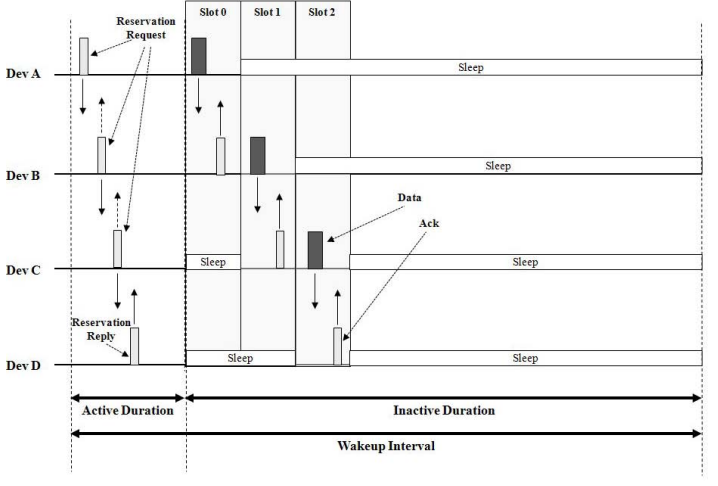 Slot 0
Slot 1
Slot 2
Reservation
Request
Dev A
Sleep
Dev B
Sleep
Data
Ack
Dev C
Sleep
Sleep
Reservation
Reply
Dev D
Sleep
Sleep
Active Duration
Inactive Duration
Wakeup Interval